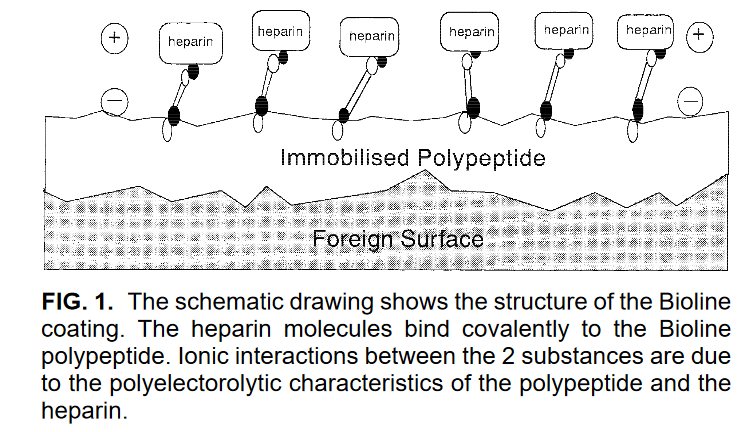 heparin heparin heparin heparin heparin heparin
+ +
− −
Immobilised Polypeptide
Foreign Surface
FIG. 1. The schematic drawing shows the structure of the Bioline
coating. The heparin molecules bind covalently to the Bioline
polypeptide. Ionic interactions between the 2 substances are due
to the polyelectorolytic characteristics of the polypeptide and the
heparin.